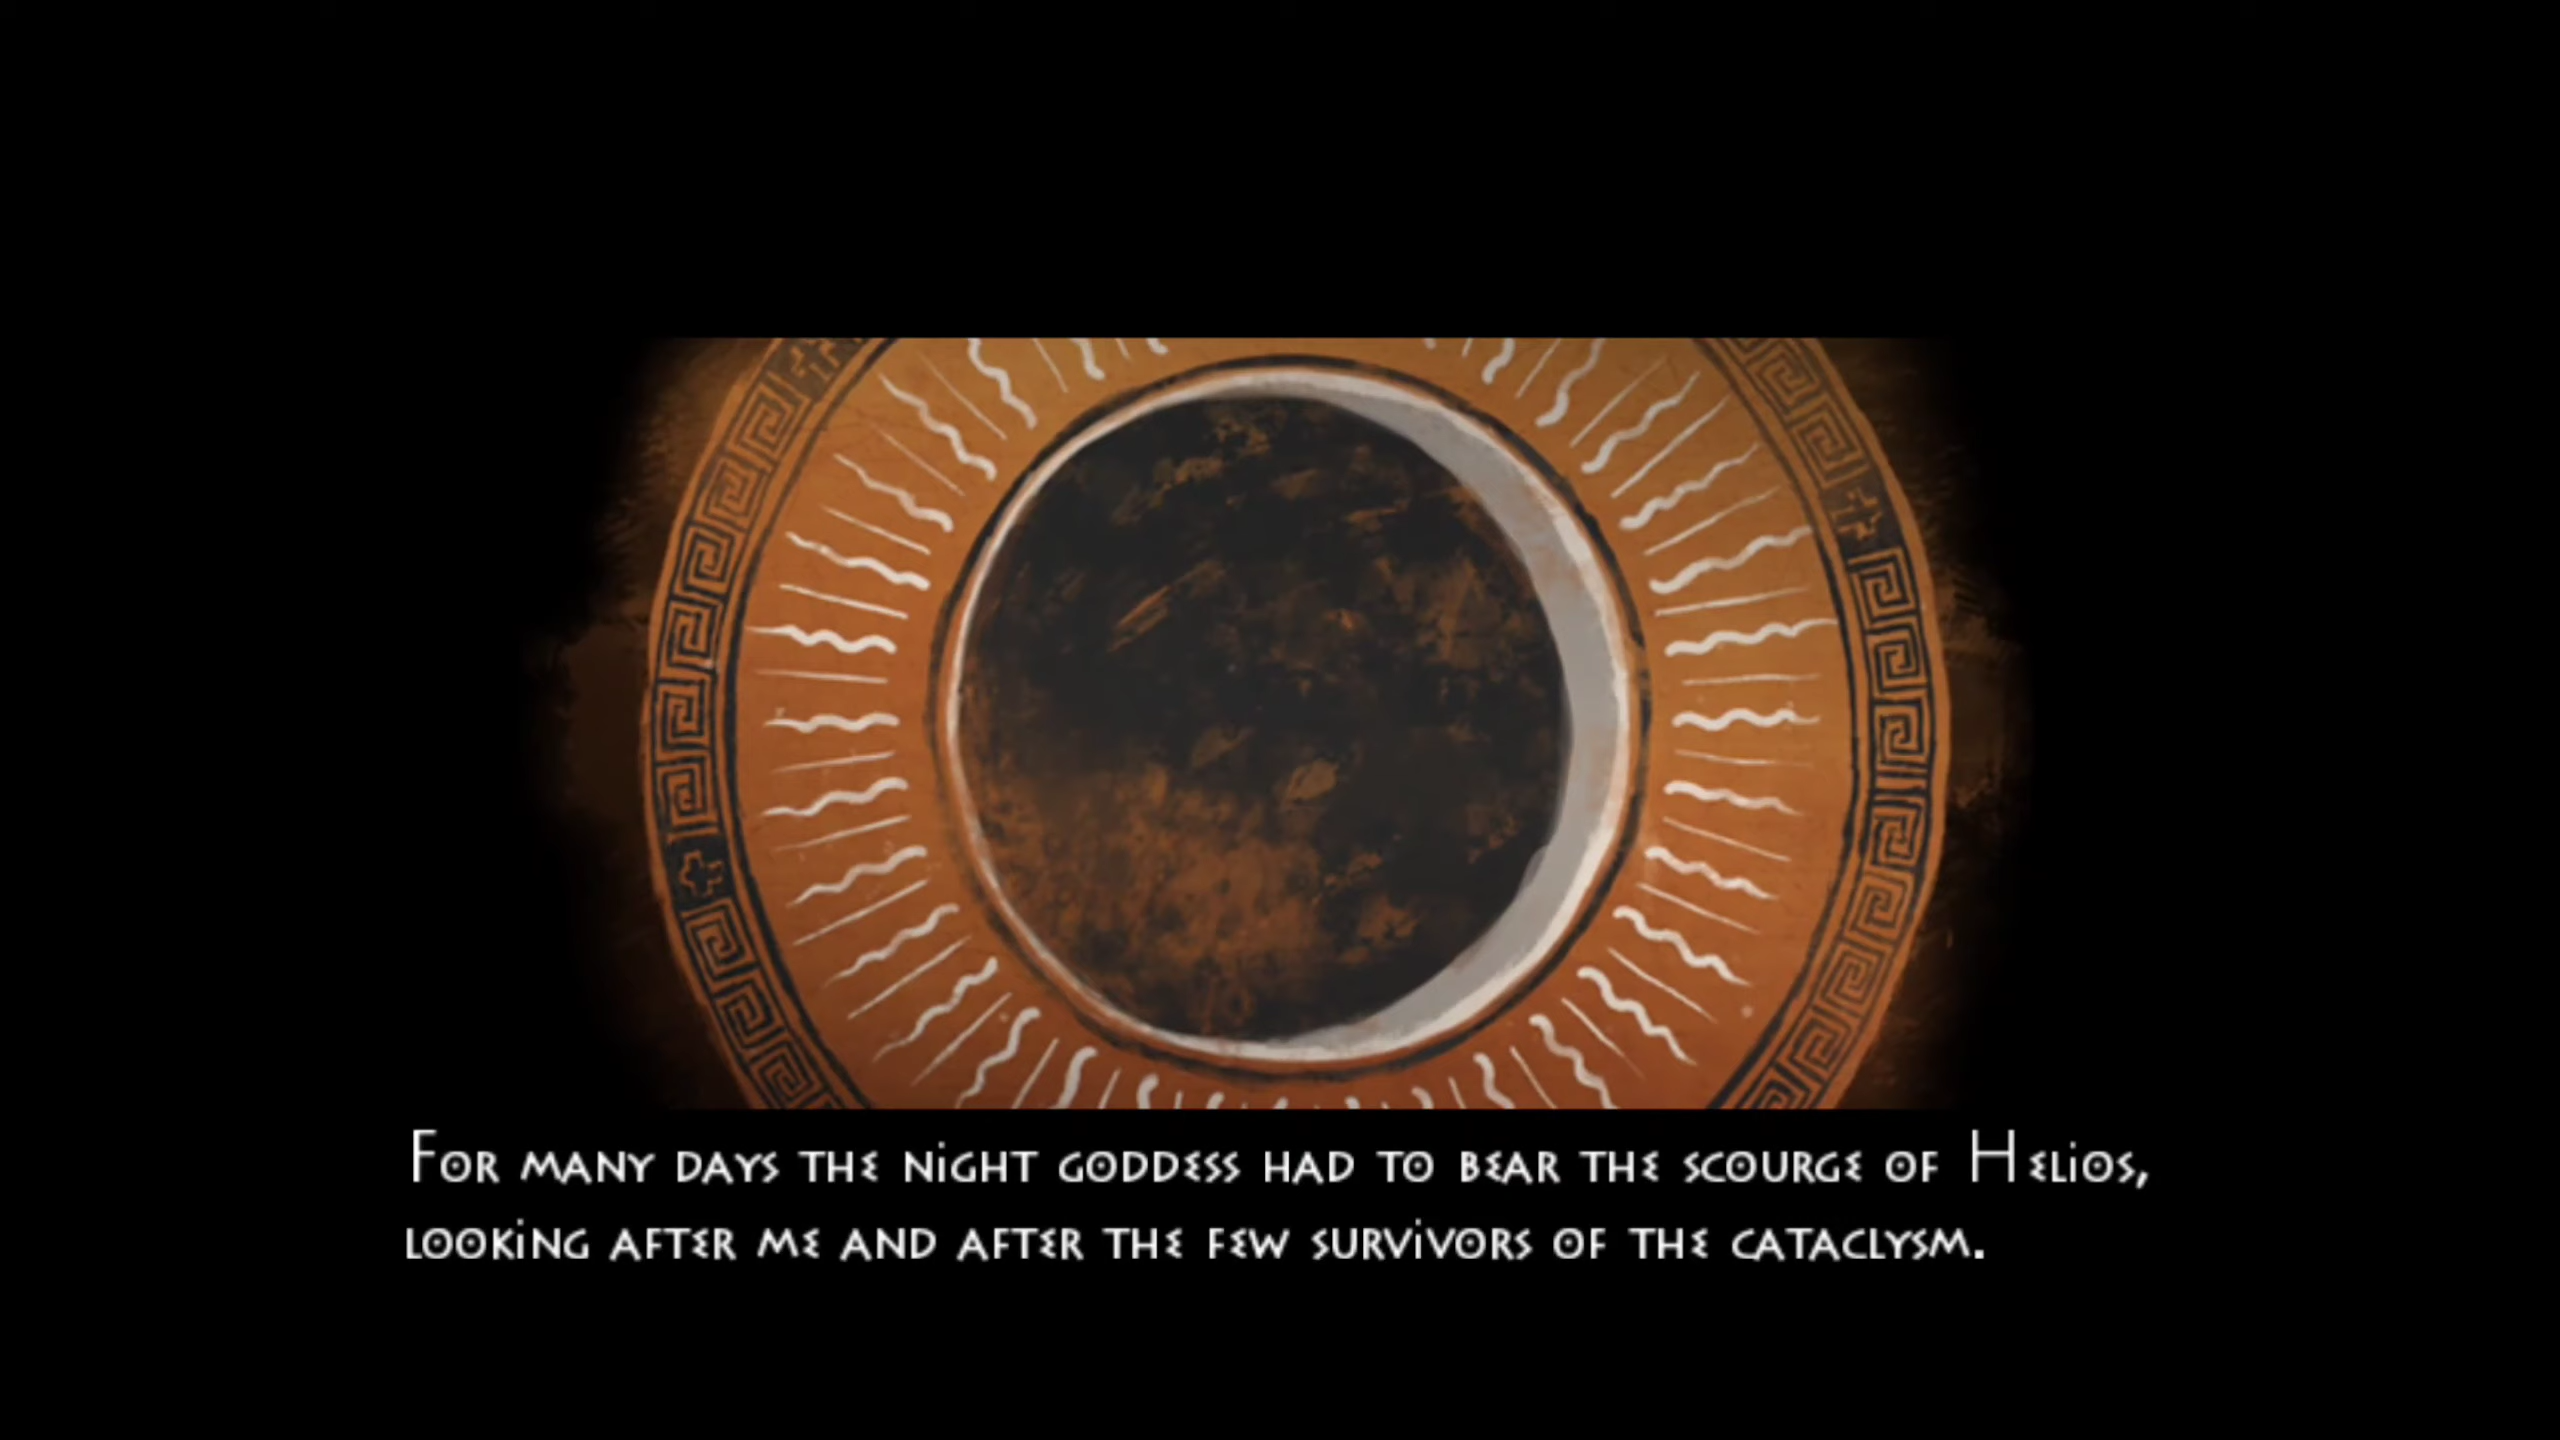 For many days the night goddess had to bear the scourge of Helios,
looking after me and after the few survivors of the cataclysm.